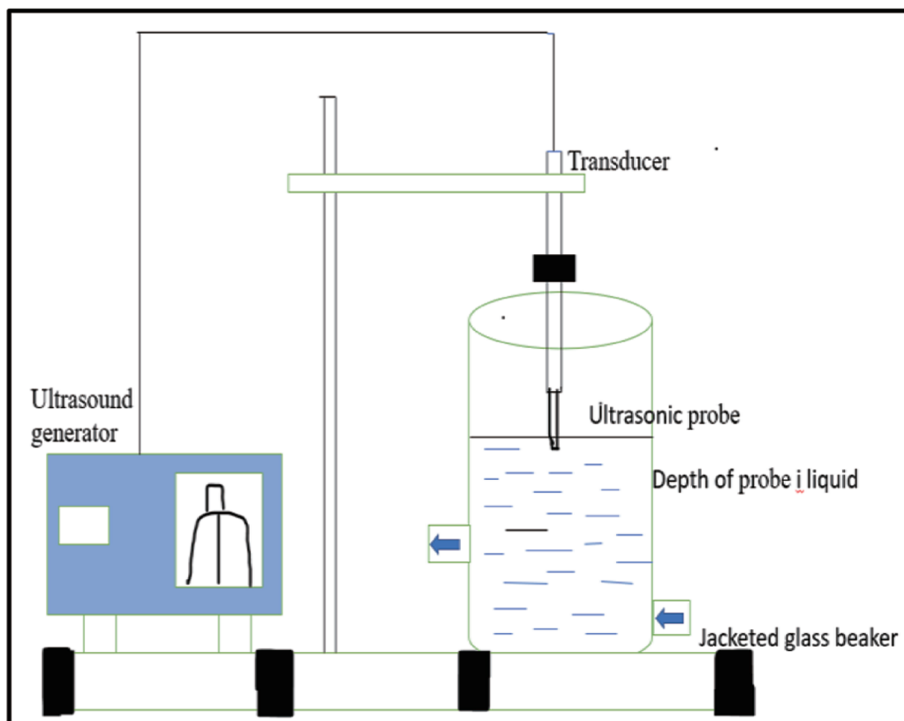 Transducer
Ultrasound
generator
Ultrasonic probe
Depth of probe i liquid
Jacketed glass beaker